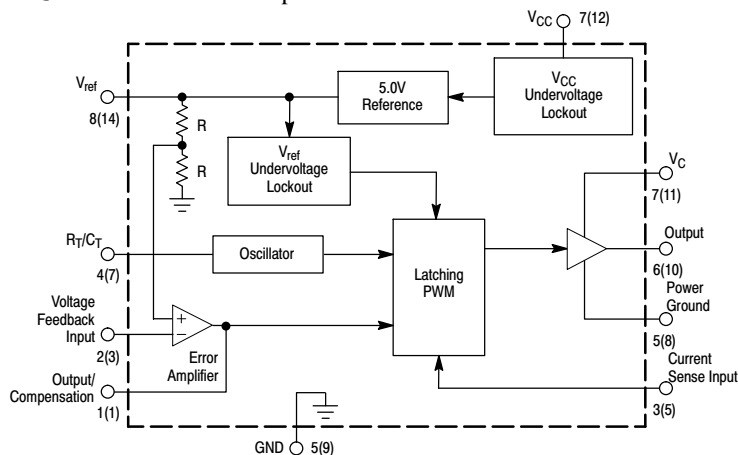 VCC 7(12)
Vref
8(14)
R
R
5.0V
Reference
VCC
Undervoltage
Lockout
Vref
Undervoltage
Lockout
VC
7(11)
RT/CT
4(7)
Oscillator
Latching
PWM
Output
6(10)
Voltage
Feedback
Input
2(3)
+
−
Error
Amplifier
Power
Ground
5(8)
Output/
Compensation
1(1)
Current
Sense Input
3(5)
GND 5(9)